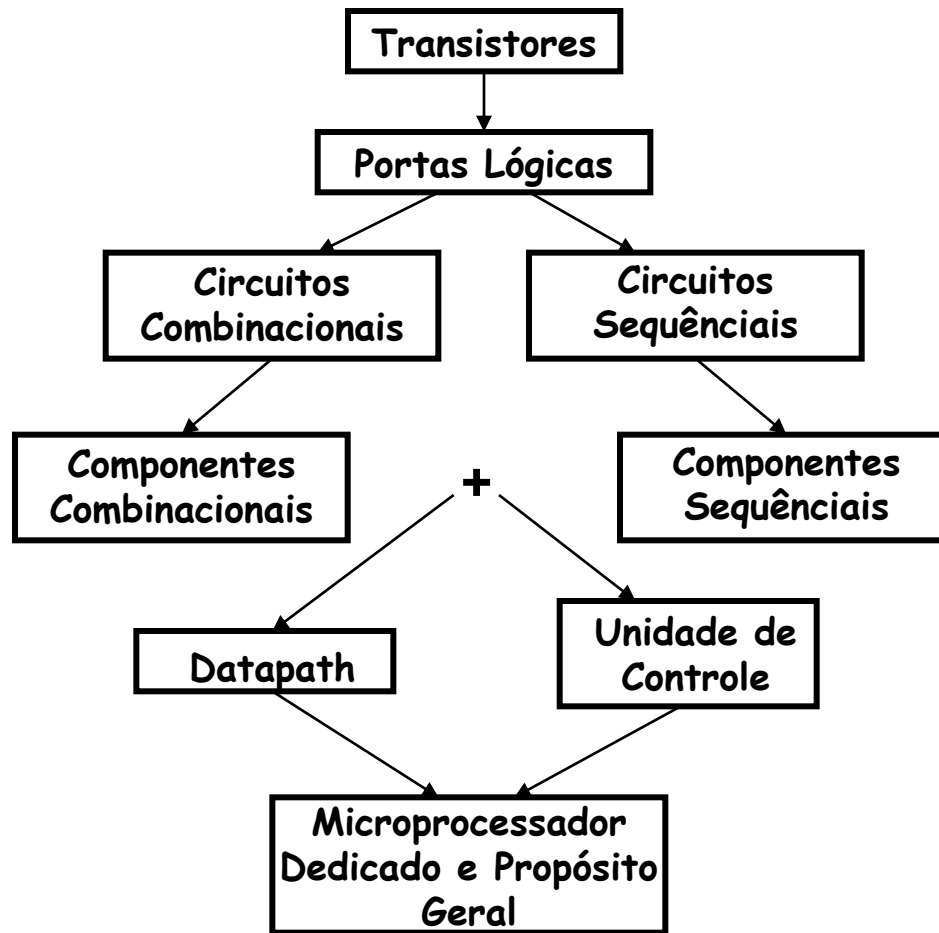 Transistores
Portas Lógicas
Circuitos
Combinacionais
Circuitos
Sequênciais
Componentes
Combinacionais
+
Componentes
Sequênciais
Datapath
Unidade de
Controle
Microprocessador
Dedicado e Propósito
Geral